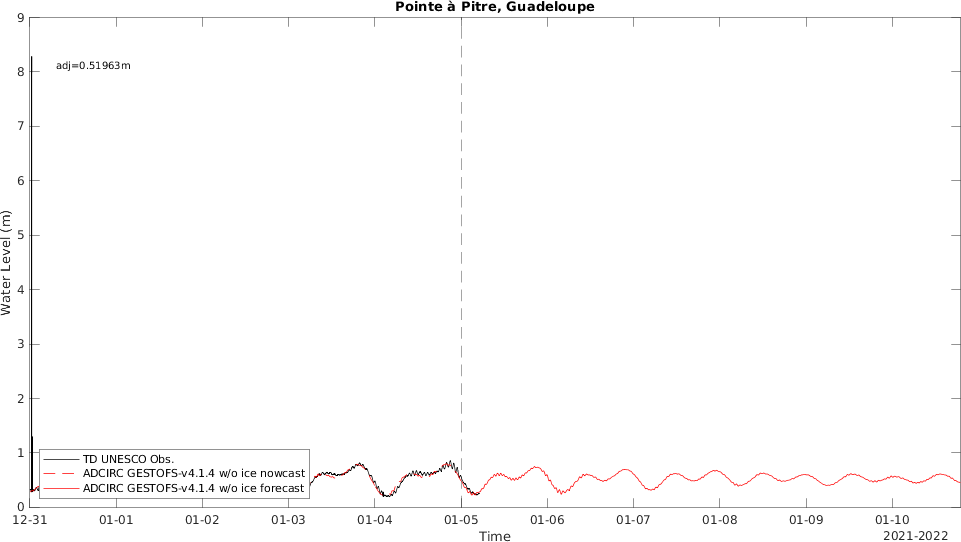 Pointe à Pitre, Guadeloupe
9
8
7
6
5
4
3
2
1
0
Water Level (m)
adj=0.51963m
TD UNESCO Obs.
ADCIRC GESTOFS-v4.1.4 w/o ice nowcast
ADCIRC GESTOFS-v4.1.4 w/o ice forecast
12-31 01-01 01-02 01-03 01-04 01-05 01-06 01-07 01-08 01-09 01-10
Time
2021-2022